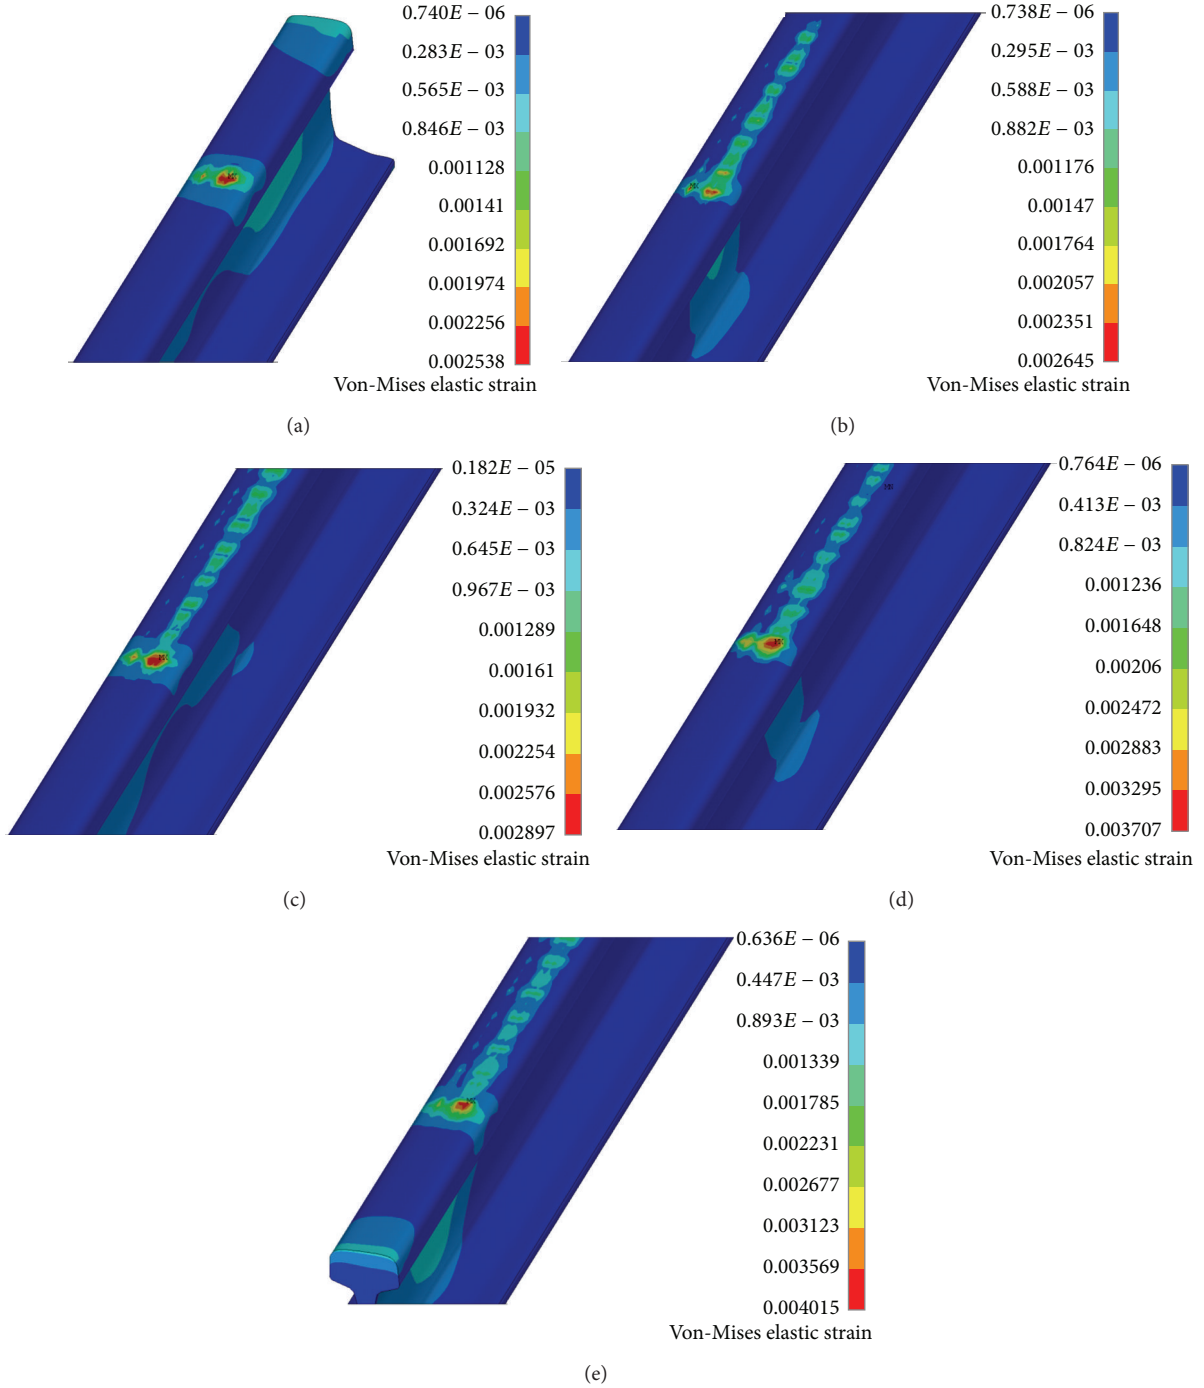 0.740E − 06
0.283E − 03
0.565E − 03
0.846E − 03
0.001128
0.00141
0.001692
0.001974
0.002256
0.002538
Von-Mises elastic strain
(a)
0.738E − 06
0.295E − 03
0.588E − 03
0.882E − 03
0.001176
0.00147
0.001764
0.002057
0.002351
0.002645
Von-Mises elastic strain
(b)
0.182E − 05
0.324E − 03
0.645E − 03
0.967E − 03
0.001289
0.00161
0.001932
0.002254
0.002576
0.002897
Von-Mises elastic strain
(c)
0.764E − 06
0.413E − 03
0.824E − 03
0.001236
0.001648
0.00206
0.002472
0.002883
0.003295
0.003707
Von-Mises elastic strain
(d)
0.636E − 06
0.447E − 03
0.893E − 03
0.001339
0.001785
0.002231
0.002677
0.003123
0.003569
0.004015
Von-Mises elastic strain
(e)